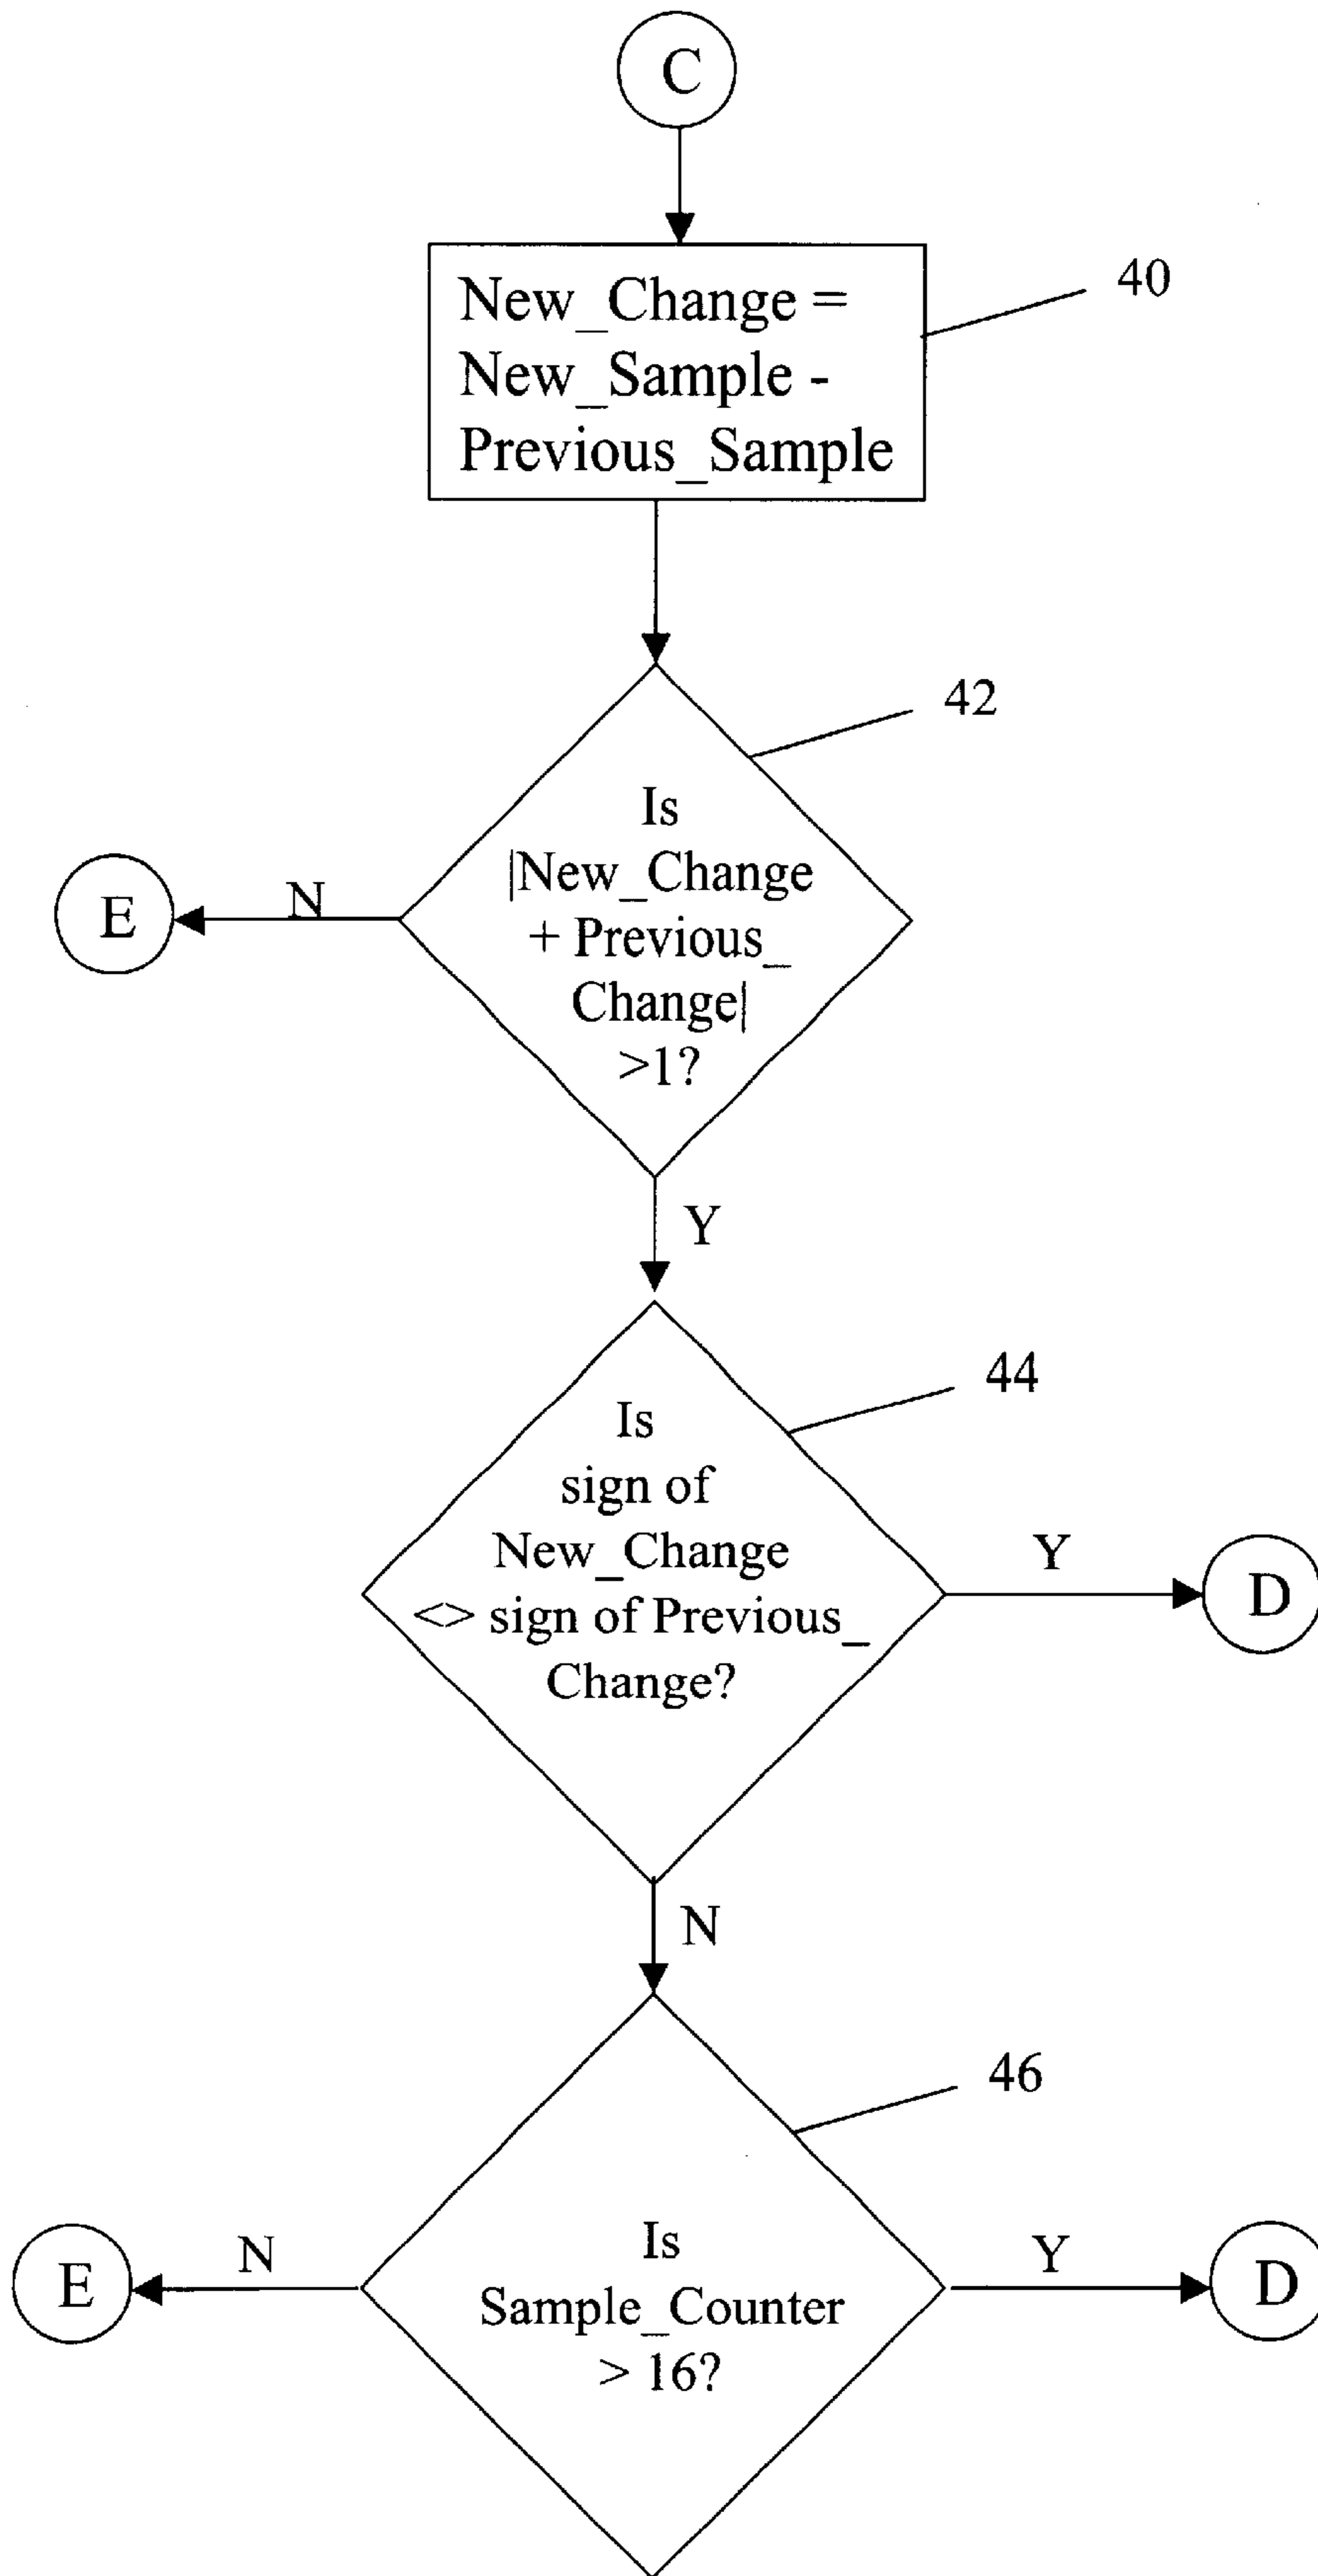 C
New_Change =
New_Sample -
Previous_Sample
40
42
Is
|New_Change
+ Previous_
Change|
>1?
N
E
Y
44
Is
sign of
New_Change
<> sign of Previous_
Change?
Y
D
N
46
Is
Sample_Counter
> 16?
N
E
Y
D